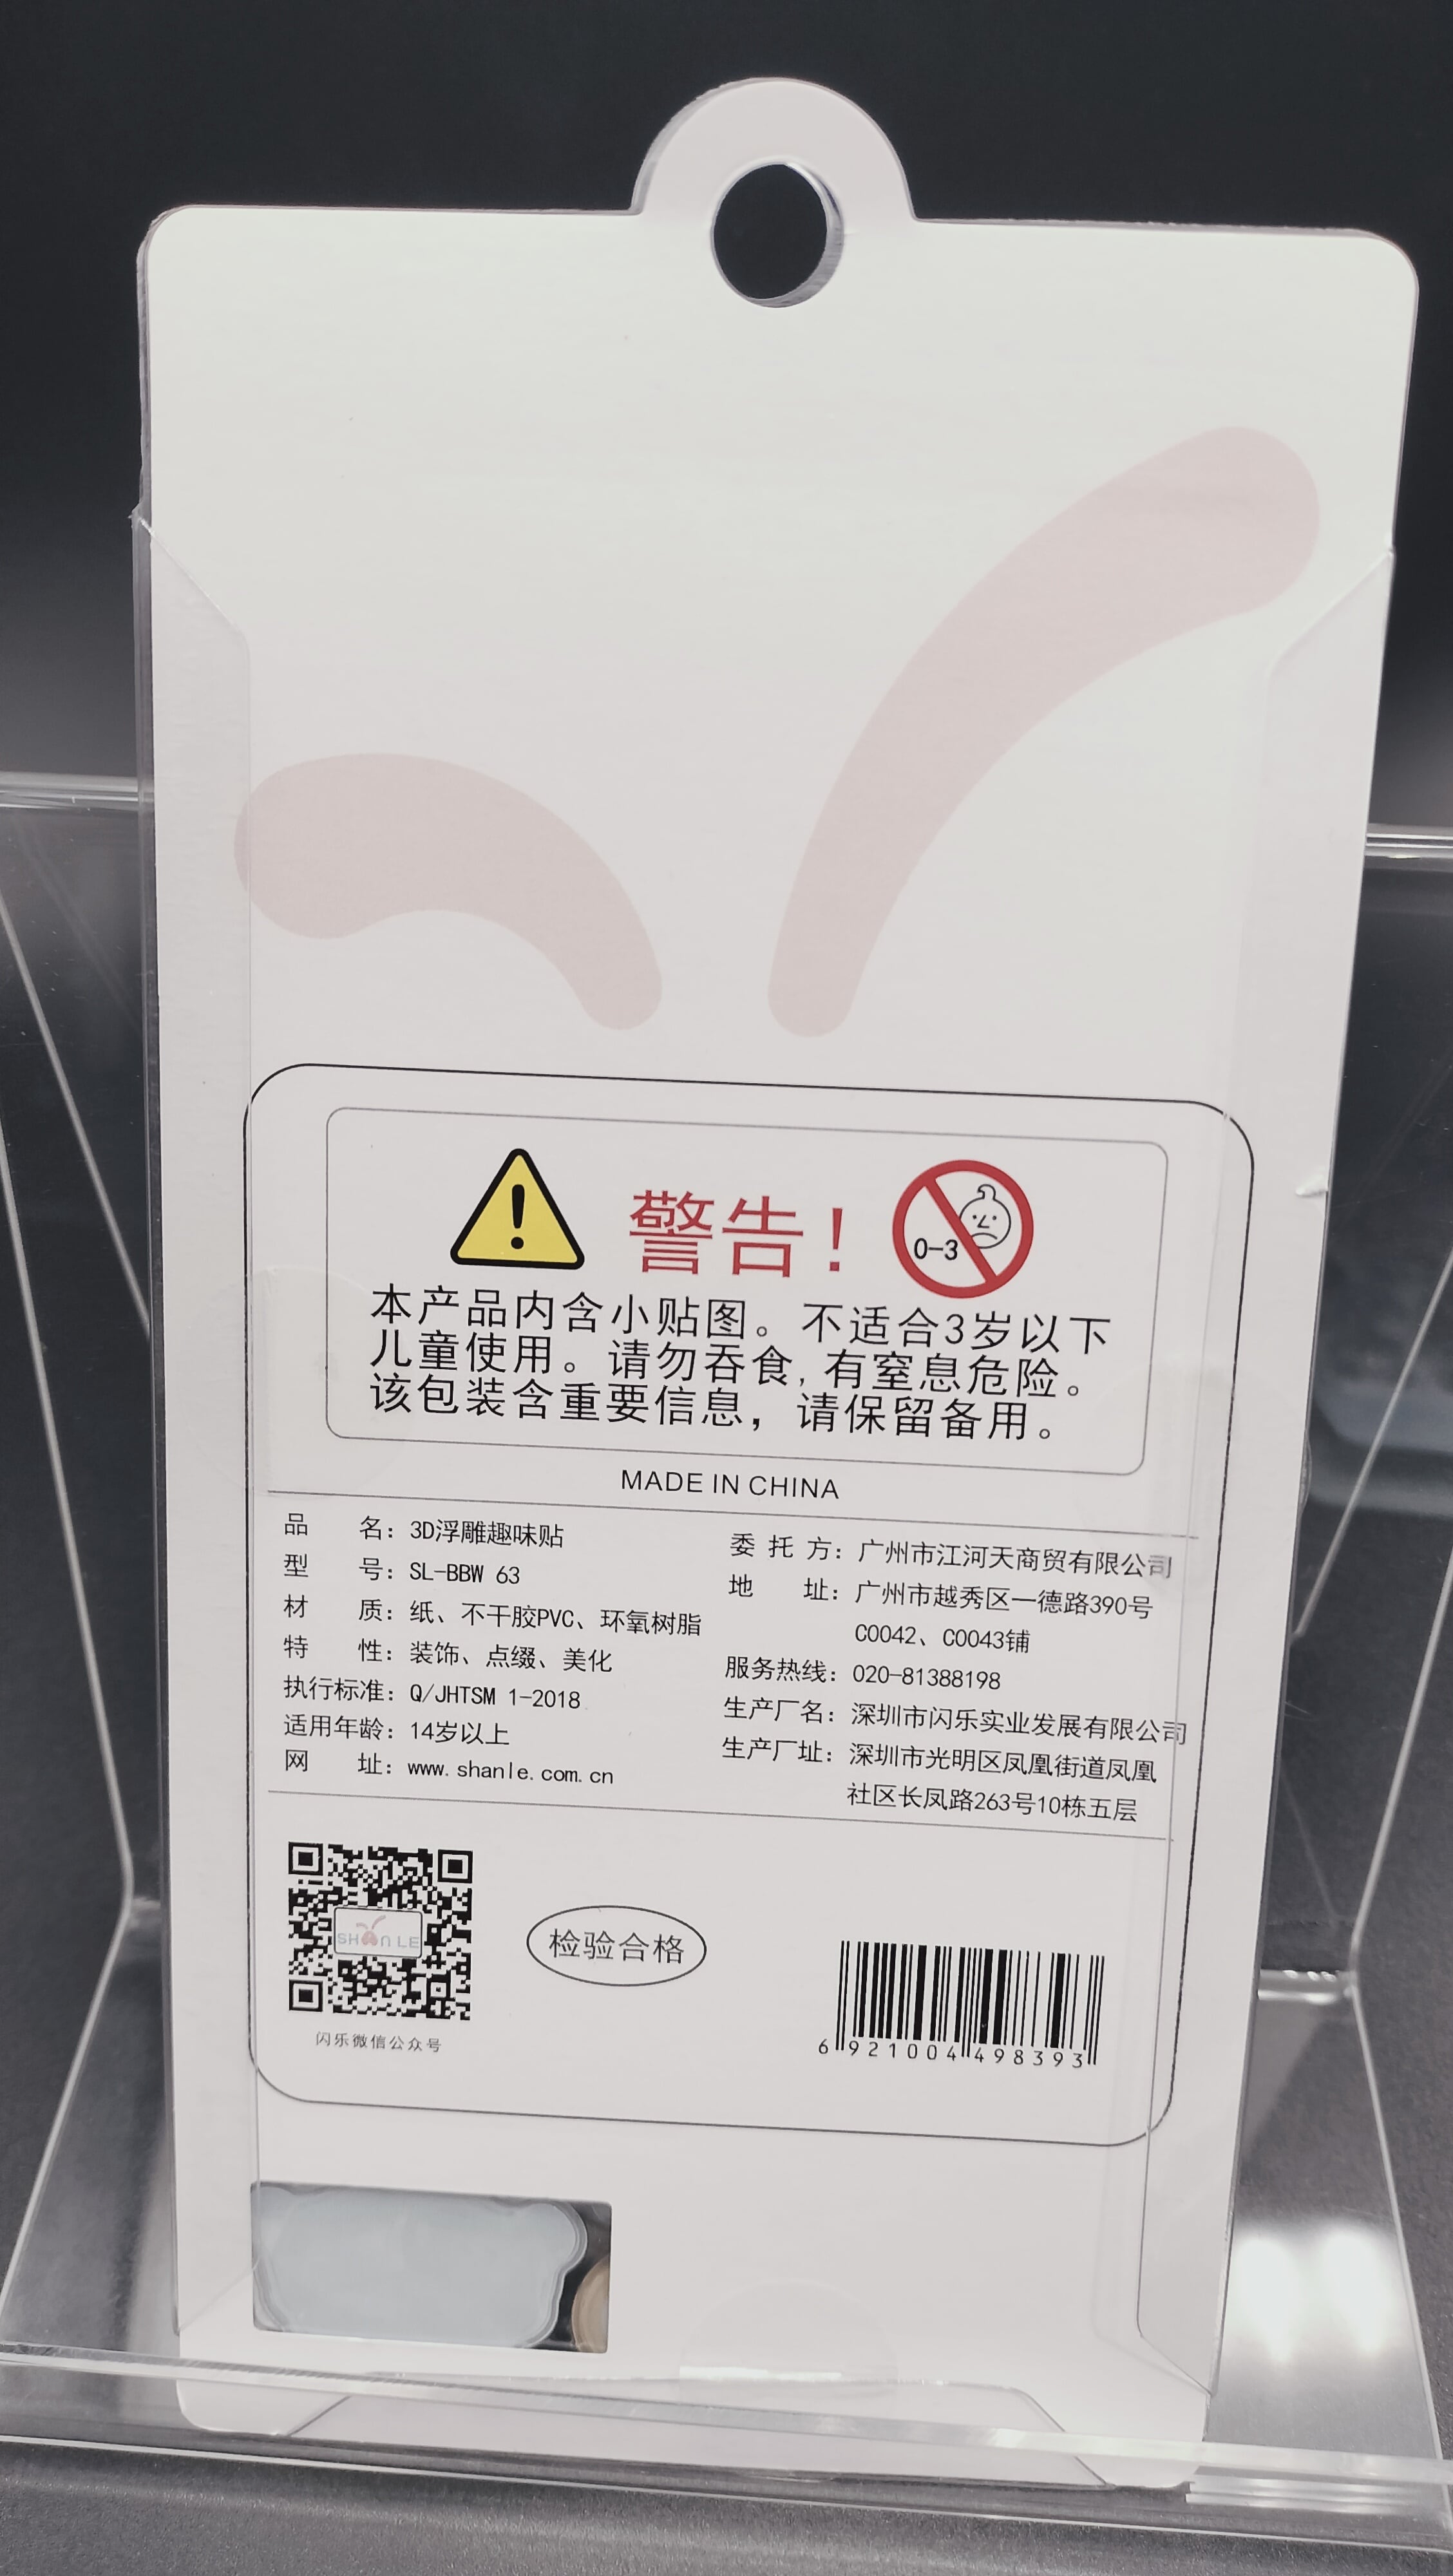 警告！
0-3
本产品内含小贴图。不适合3岁以下
儿童使用。请勿吞食,有窒息危险。
该包装含重要信息，请保留备用。
MADE IN CHINA
品 名：3D浮雕趣味贴
型 号：SL-BBW 63
材 质：纸、不干胶PVC、环氧树脂
特 性：装饰、点缀、美化
执行标准：Q/JHTSM 1-2018
适用年龄：14岁以上
网 址：www.shanle.com.cn
委 托 方：广州市江河天商贸有限公司
地 址：广州市越秀区一德路390号
C0042、C0043铺
服务热线：020-81388198
生产厂名：深圳市闪乐实业发展有限公司
生产厂址：深圳市光明区凤凰街道凤凰
社区长凤路263号10栋五层
SHAN LE
闪乐微信公众号
检验合格
6 921004 498393